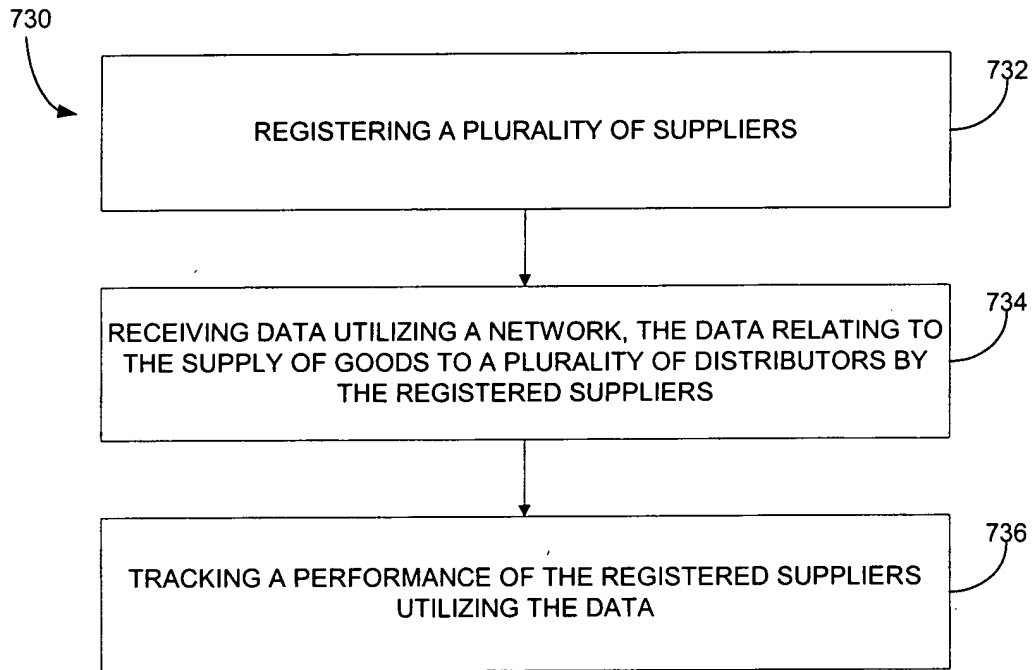 730
732
REGISTERING A PLURALITY OF SUPPLIERS
734
RECEIVING DATA UTILIZING A NETWORK, THE DATA RELATING TO
THE SUPPLY OF GOODS TO A PLURALITY OF DISTRIBUTORS BY
THE REGISTERED SUPPLIERS
736
TRACKING A PERFORMANCE OF THE REGISTERED SUPPLIERS
UTILIZING THE DATA